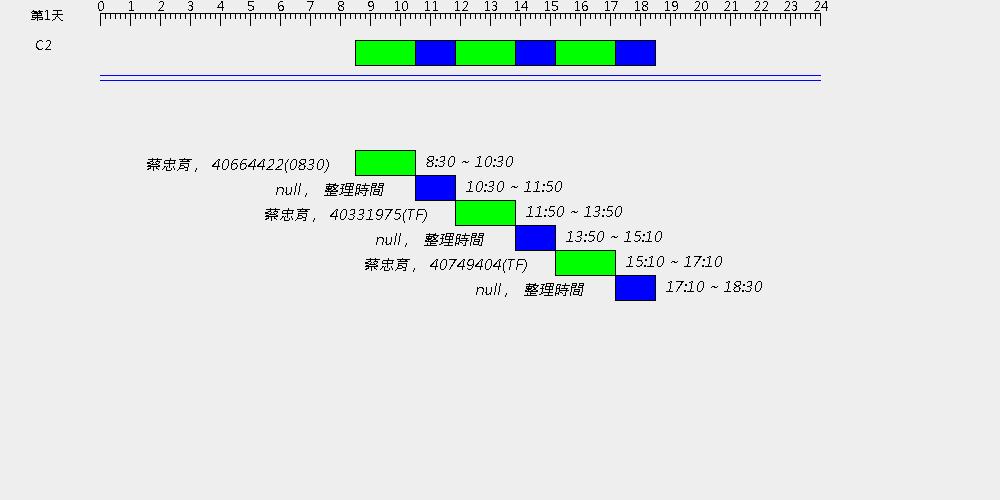 第1天 0 1 2 3 4 5 6 7 8 9 10 11 12 13 14 15 16 17 18 19 20 21 22 23 24
C2
蔡忠育， 40664422(0830) 8:30 ~ 10:30
null， 整理時間 10:30 ~ 11:50
蔡忠育， 40331975(TF) 11:50 ~ 13:50
null， 整理時間 13:50 ~ 15:10
蔡忠育， 40749404(TF) 15:10 ~ 17:10
null， 整理時間 17:10 ~ 18:30